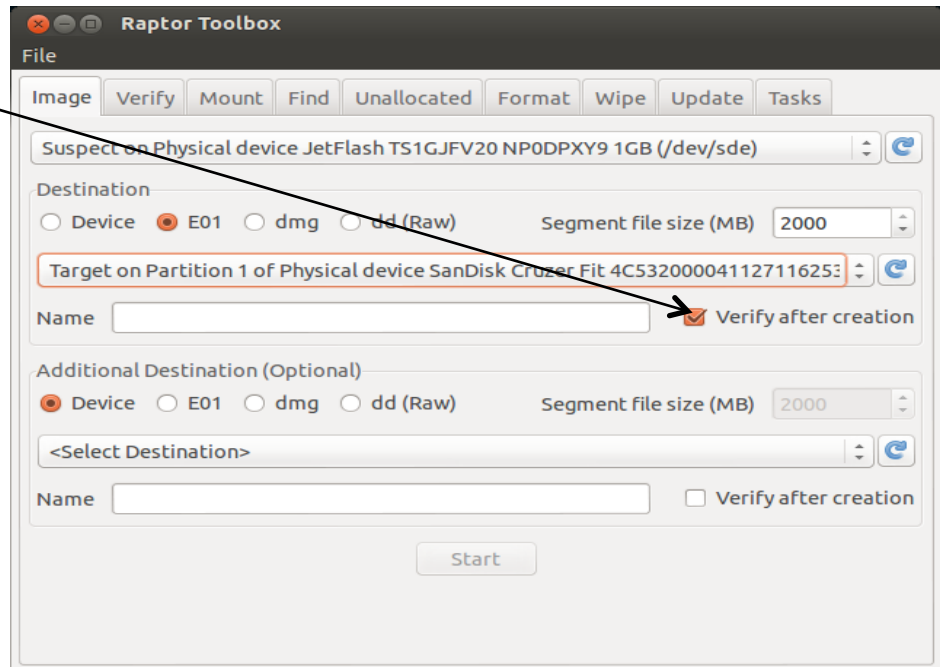 Raptor Toolbox
File
Image Verify Mount Find Unallocated Format Wipe Update Tasks
Suspect on Physical device JetFlash TS1GJFV20 NP0DPXY9 1GB (/dev/sde)
Destination
Device E01 dmg dd (Raw) Segment file size (MB) 2000
Target on Partition 1 of Physical device SanDisk Cruzer Fit 4C532000041127116253
Name Verify after creation
Additional Destination (Optional)
Device E01 dmg dd (Raw) Segment file size (MB) 2000
<Select Destination>
Name Verify after creation
Start